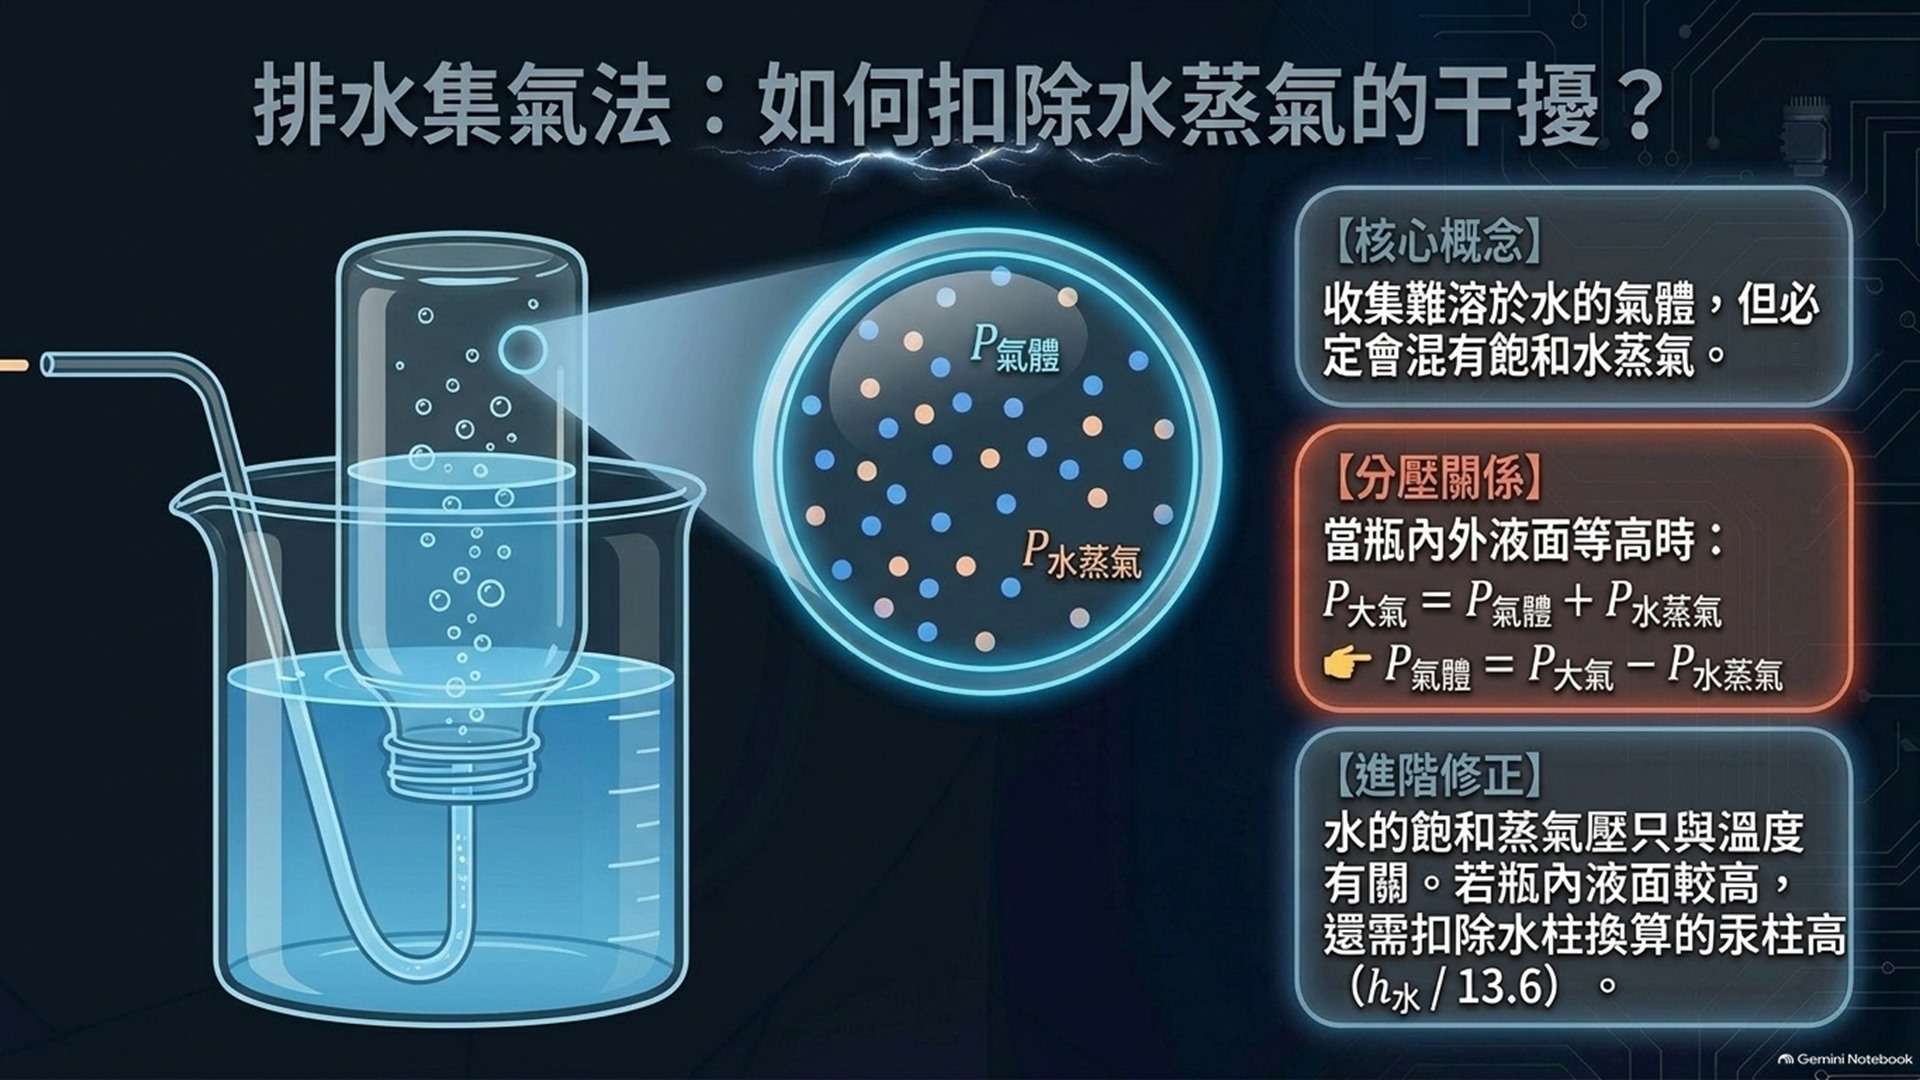 排水集氣法：如何扣除水蒸氣的干擾？
P氣體
P水蒸氣
【核心概念】
收集難溶於水的氣體，但必
定會混有飽和水蒸氣。
【分壓關係】
當瓶內外液面等高時：
P大氣 = P氣體 + P水蒸氣
👉 P氣體 = P大氣 − P水蒸氣
【進階修正】
水的飽和蒸氣壓只與溫度
有關。若瓶內液面較高，
還需扣除水柱換算的汞柱高
（h水 / 13.6）。
Gemini Notebook